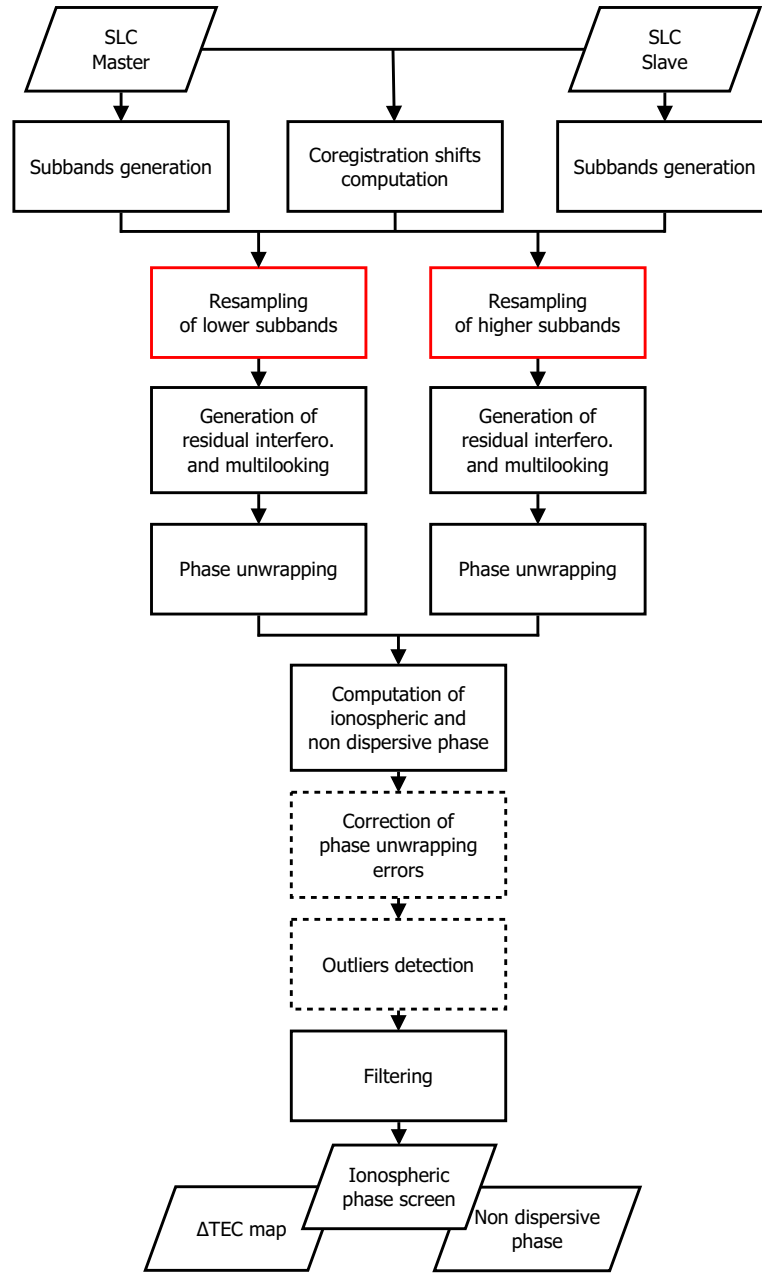 SLC
Master
SLC
Slave
Subbands generation
Coregistration shifts
computation
Subbands generation
Resampling
of lower subbands
Resampling
of higher subbands
Generation of
residual interfero.
and multilooking
Generation of
residual interfero.
and multilooking
Phase unwrapping
Phase unwrapping
Computation of
ionospheric and
non dispersive phase
Correction of
phase unwrapping
errors
Outliers detection
Filtering
Ionospheric
phase screen
ΔTEC map
Non dispersive
phase